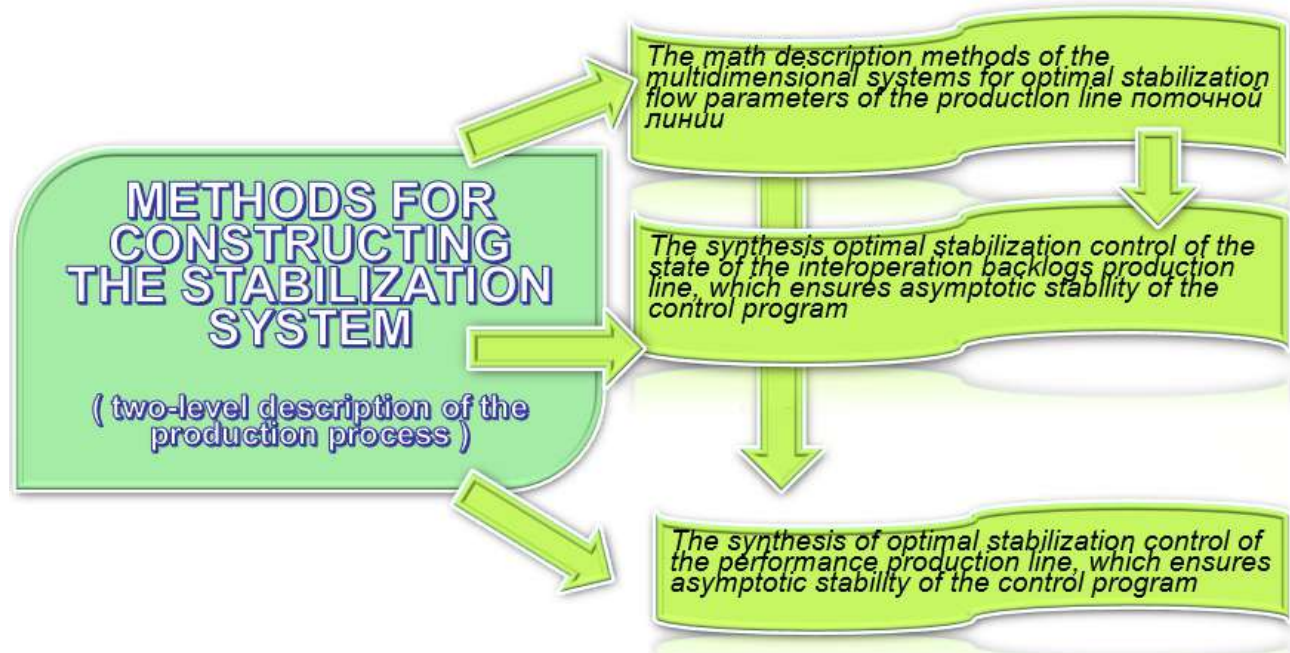 METHODS FOR
CONSTRUCTING
THE STABILIZATION
SYSTEM
( two-level description of the
production process )
The math description methods of the
multidimensional systems for optimal stabilization
flow parameters of the production line поточной
линии
The synthesis optimal stabilization control of the
state of the interoperation backlogs production
line, which ensures asymptotic stability of the
control program
The synthesis of optimal stabilization control of
the performance production line, which ensures
asymptotic stability of the control program